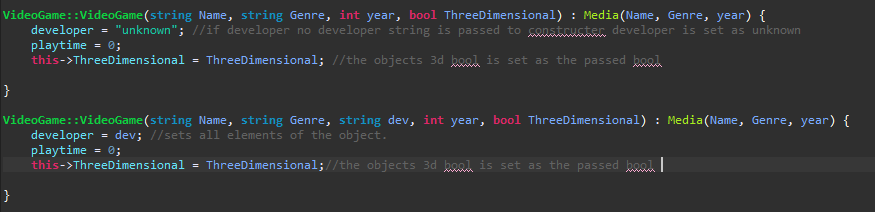 VideoGame::VideoGame(string Name, string Genre, int year, bool ThreeDimensional) : Media(Name, Genre, year) {
developer = "unknown"; //if developer no developer string is passed to constructer developer is set as unknown
playtime = 0;
this->ThreeDimensional = ThreeDimensional; //the objects 3d bool is set as the passed bool
}
VideoGame::VideoGame(string Name, string Genre, string dev, int year, bool ThreeDimensional) : Media(Name, Genre, year) {
developer = dev; //sets all elements of the object.
playtime = 0;
this->ThreeDimensional = ThreeDimensional;//the objects 3d bool is set as the passed bool
}